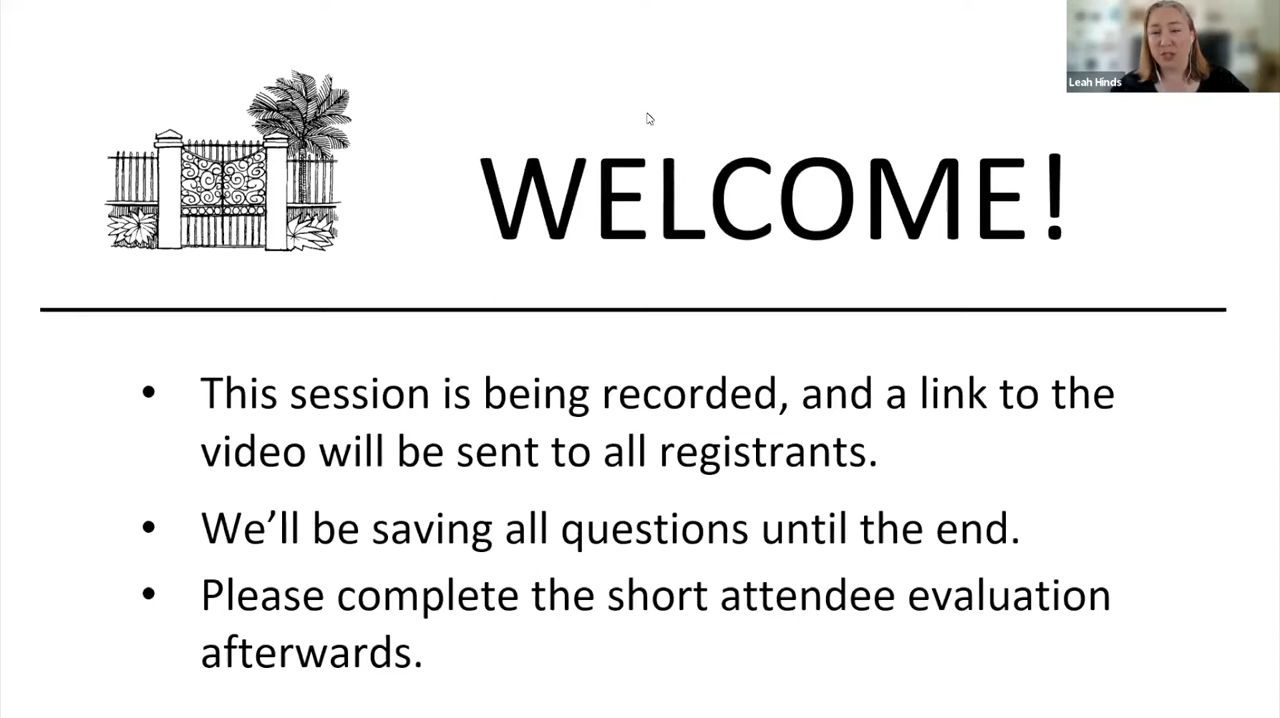 Leah Hinds
WELCOME!
• This session is being recorded, and a link to the
video will be sent to all registrants.
• We’ll be saving all questions until the end.
• Please complete the short attendee evaluation
afterwards.